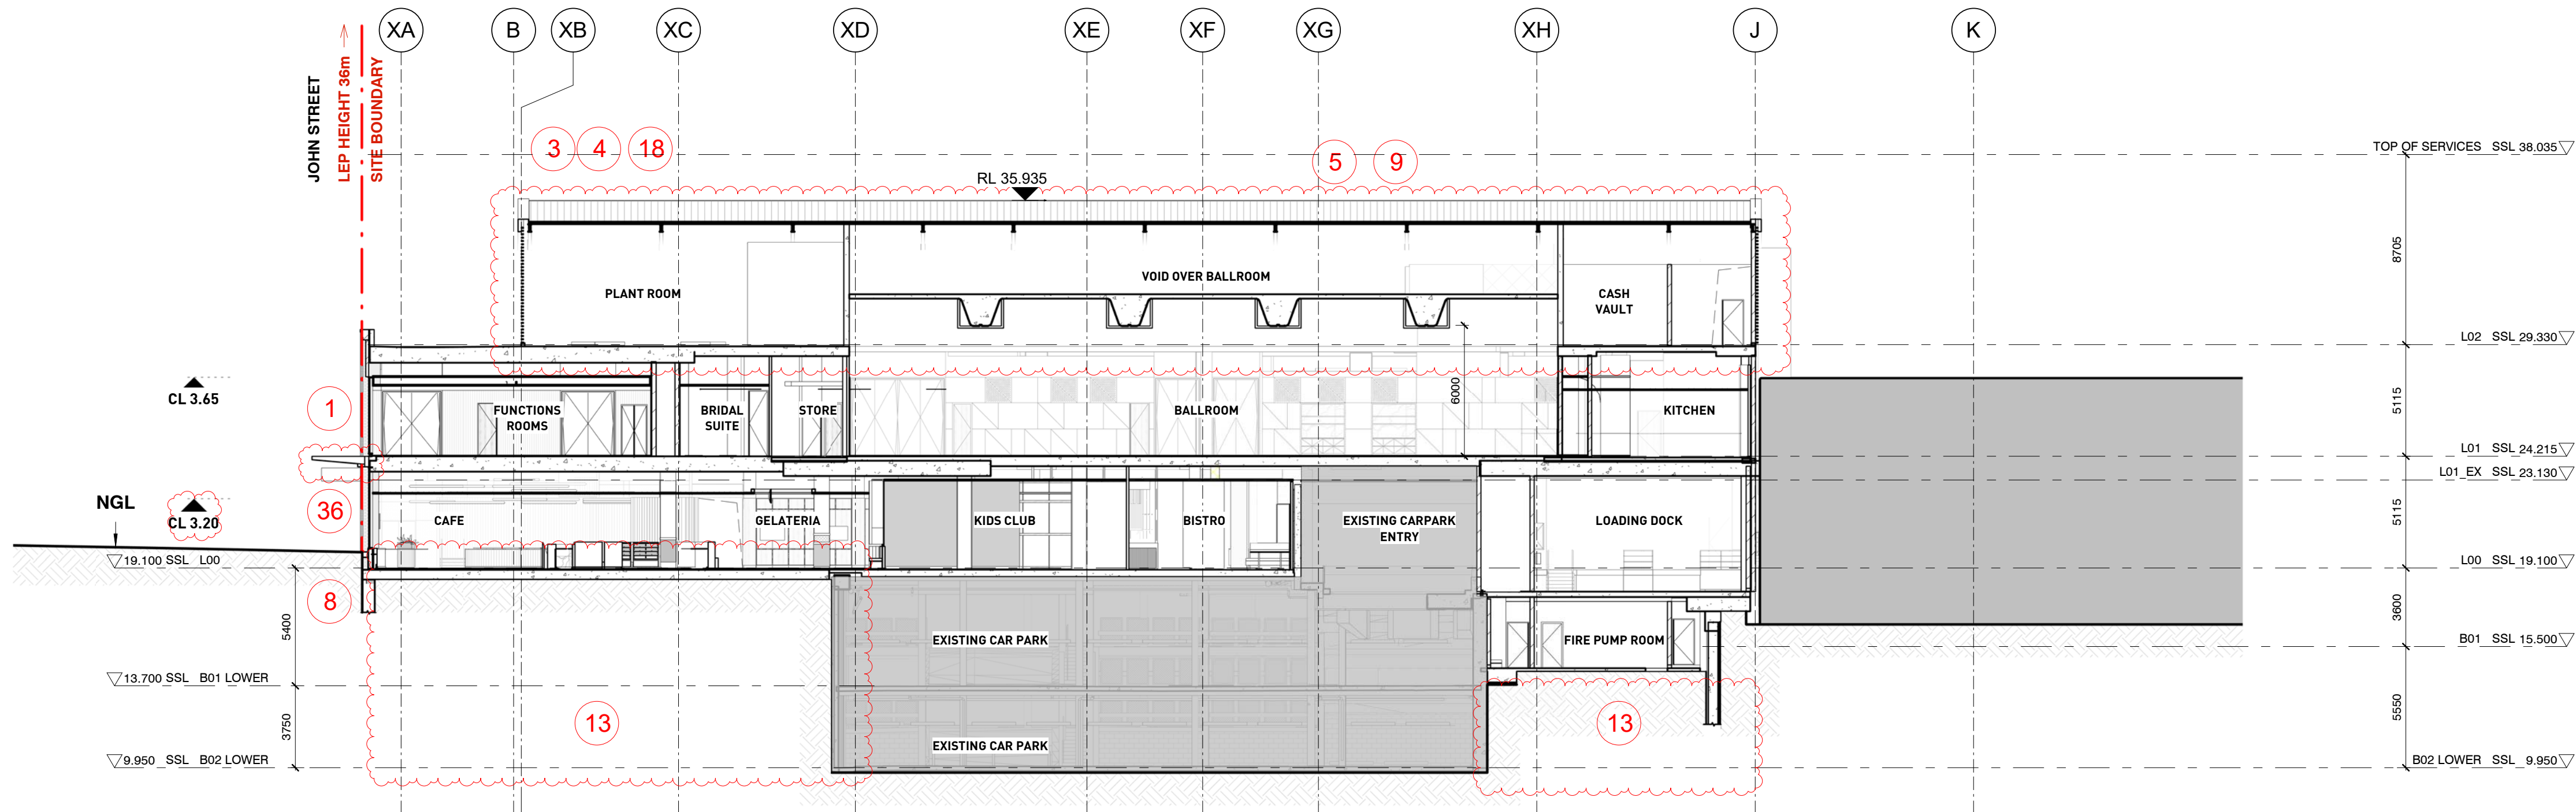 XA
B
XB
XC
XD
XE
XF
XG
XH
J
K
JOHN STREET
LEP HEIGHT 36m
SITE BOUNDARY
3
4
18
5
9
TOP OF SERVICES SSL 38.035
RL 35.935
8705
VOID OVER BALLROOM
PLANT ROOM
CASH
VAULT
L02 SSL 29.330
CL 3.65
1
FUNCTIONS
ROOMS
BRIDAL
SUITE
STORE
BALLROOM
6000
KITCHEN
5115
L01 SSL 24.215
L01_EX SSL 23.130
NGL
CL 3.20
36
CAFE
GELATERIA
KIDS CLUB
BISTRO
EXISTING CARPARK
ENTRY
LOADING DOCK
5115
19.100 SSL L00
L00 SSL 19.100
8
5400
3600
EXISTING CAR PARK
FIRE PUMP ROOM
B01 SSL 15.500
13.700 SSL B01 LOWER
3750
13
13
5550
EXISTING CAR PARK
9.950 SSL B02 LOWER
B02 LOWER SSL 9.950